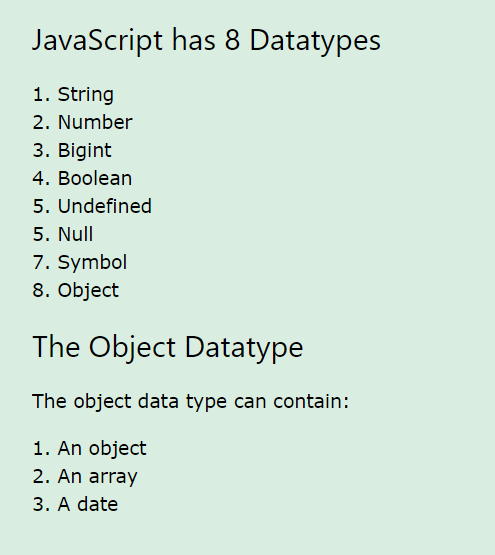 JavaScript has 8 Datatypes
1. String
2. Number
3. Bigint
4. Boolean
5. Undefined
5. Null
7. Symbol
8. Object
The Object Datatype
The object data type can contain:
1. An object
2. An array
3. A date